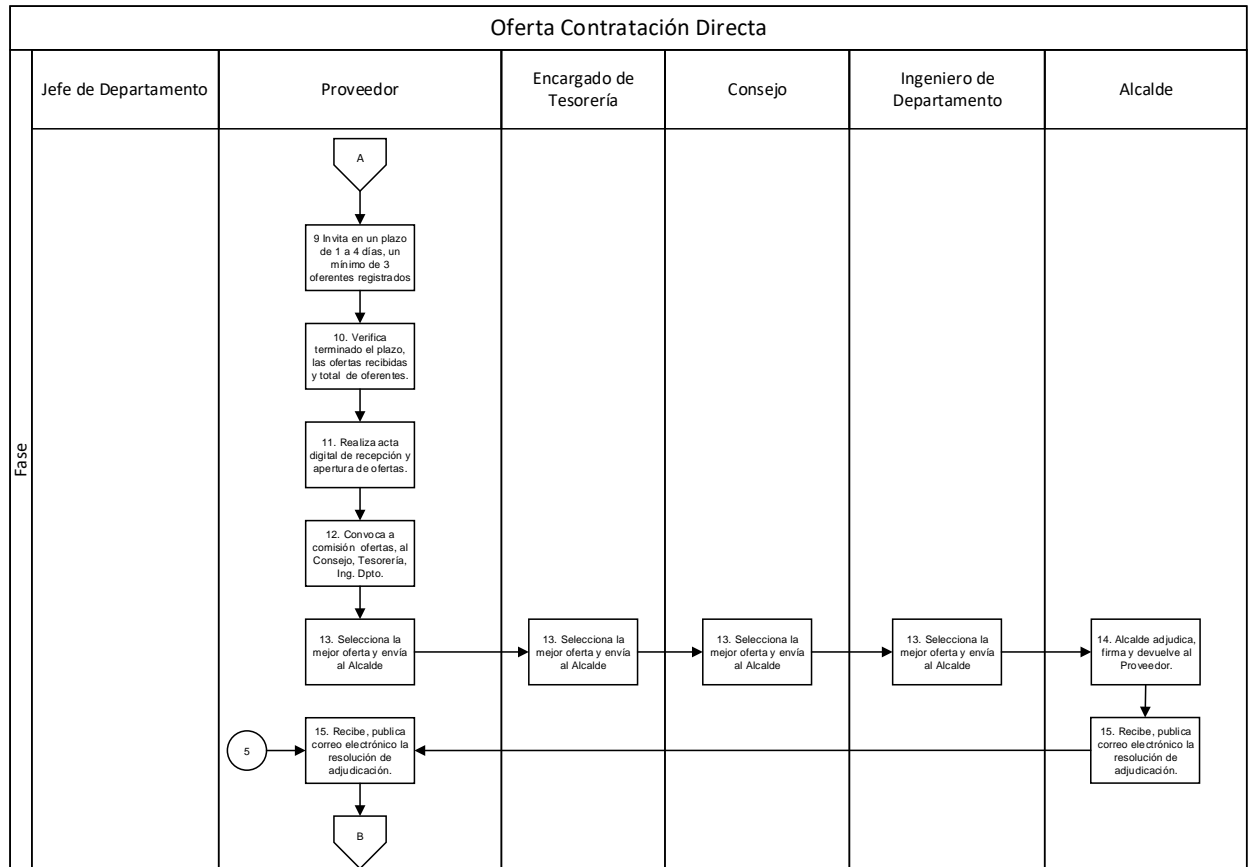 Oferta Contratación Directa
Fase
Jefe de Departamento
Proveedor
Encargado de
Tesorería
Consejo
Ingeniero de
Departamento
Alcalde
A
9 Invita en un plazo
de 1 a 4 días, un
mínimo de 3
oferentes registrados
10. Verifica
terminado el plazo,
las ofertas recibidas
y total de oferentes.
11. Realiza acta
digital de recepción y
apertura de ofertas.
12. Convoca a
comisión ofertas, al
Consejo, Tesorería,
Ing. Dpto.
13. Selecciona la
mejor oferta y envía
al Alcalde
13. Selecciona la
mejor oferta y envía
al Alcalde
13. Selecciona la
mejor oferta y envía
al Alcalde
13. Selecciona la
mejor oferta y envía
al Alcalde
14. Alcalde adjudica,
firma y devuelve al
Proveedor.
5
15. Recibe, publica
correo electrónico la
resolución de
adjudicación.
15. Recibe, publica
correo electrónico la
resolución de
adjudicación.
B